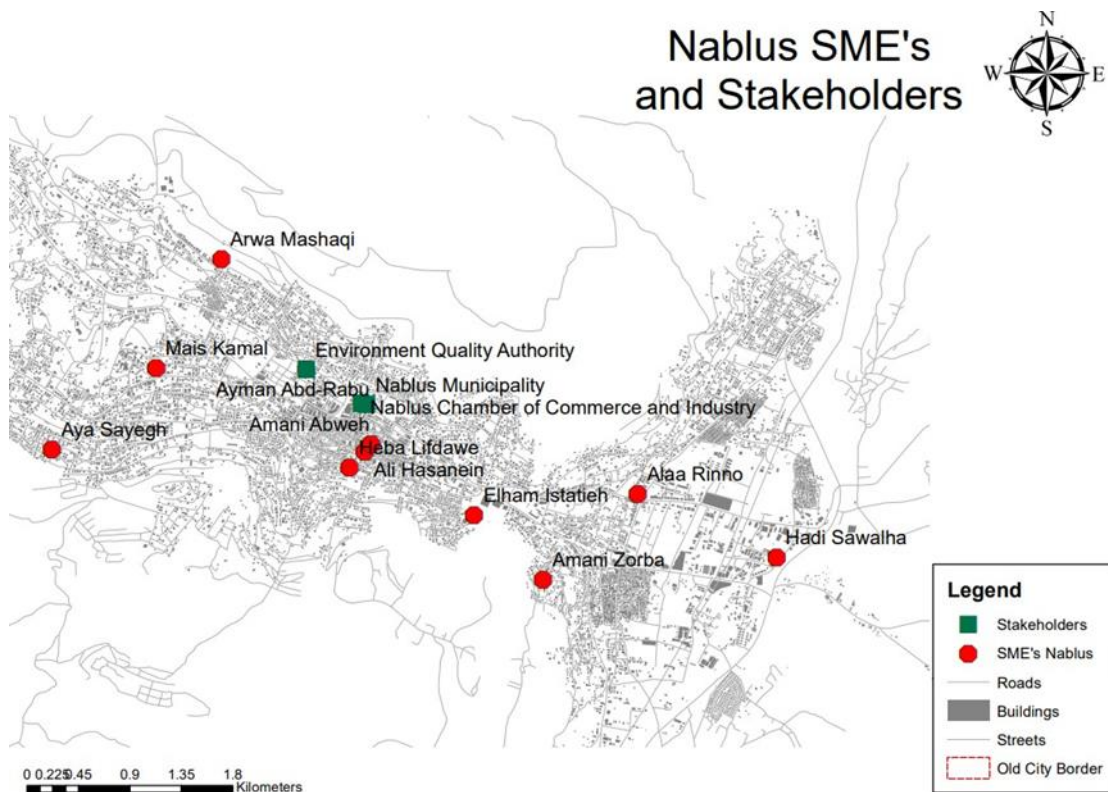 Nablus SME's
and Stakeholders
N
W
E
S
Arwa Mashaqi
Mais Kamal
Environment Quality Authority
Ayman Abd-Rabu
Nablus Municipality
Nablus Chamber of Commerce and Industry
Amani Abweh
Aya Sayegh
Heba Lifdawe
Ali Hasanein
Elham Istatieh
Alaa Rinno
Hadi Sawalha
Amani Zorba
Legend
Stakeholders
SME's Nablus
Roads
Buildings
Streets
Old City Border
0 0.225 0.45 0.9 1.35 1.8
Kilometers